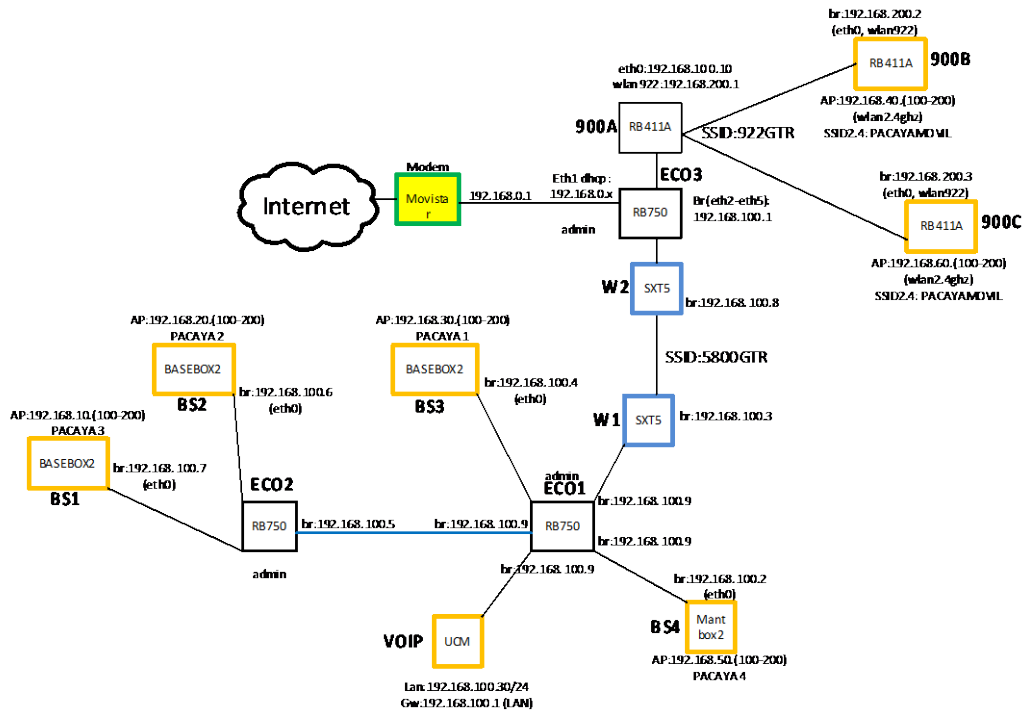 br:192.168.200.2
(eth0, wlan922)
RB411A
900B
AP:192.168.40.(100-200)
(wlan2.4ghz)
SSID2.4: PACAYAMOVIL
eth0:192.168.100.10
wlan922:192.168.200.1
900A
RB411A
SSID:922GTR
br:192.168.200.3
(eth0, wlan922)
RB411A
900C
AP:192.168.60.(100-200)
(wlan2.4ghz)
SSID2.4: PACAYAMOVIL
ECO3
Modem
Internet
Movistar
192.168.0.1
Eth1 dhcp:
192.168.0.x
RB750
Br(eth2-eth5):
192.168.100.1
admin
W2
SXT5
br:192.168.100.8
SSID:5800GTR
W1
SXT5
br:192.168.100.3
AP:192.168.20.(100-200)
PACAYA 2
BASEBOX2
BS2
br:192.168.100.6
(eth0)
AP:192.168.30.(100-200)
PACAYA 1
BASEBOX2
BS3
br:192.168.100.4
(eth0)
AP:192.168.10.(100-200)
PACAYA 3
BASEBOX2
BS1
br:192.168.100.7
(eth0)
ECO2
RB750
br:192.168.100.5
admin
admin
ECO1
br:192.168.100.9
RB750
br:192.168.100.9
br:192.168.100.9
br:192.168.100.9
VOIP
UCM
Lan:192.168.100.30/24
Gw:192.168.100.1 (LAN)
br:192.168.100.2
(eth0)
BS4
Mant
box2
AP:192.168.50.(100-200)
PACAYA 4